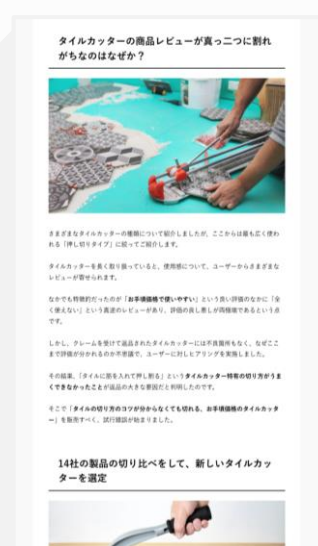 タイルカッターの商品レビューが真っ二つに割れ
がちなのはなぜか？
さまざまなタイルカッターの種類について紹介しましたが、ここからは最も広く使わ
れる「押し切りタイプ」に絞ってご紹介します。
タイルカッターを長く取り扱っていると、使用感について、ユーザーからさまざまな
レビューが寄せられます。
なかでも特徴的だったのが「お手頃価格で使いやすい」という良い評価のなかに「全
く使えない」という真逆のレビューがあり、評価の良し悪しが両極端であるという点
です。
しかし、クレームを受けて返品されたタイルカッターには不良箇所もなく、なぜここ
まで評価が分かれるのか不思議で、ユーザーに対しヒアリングを実施しました。
その結果、「タイルに筋を入れて押し割る」というタイルカッター特有の切り方がうま
くできなかったことが返品の大きな要因だと判明したのです。
そこで「タイルの切り方のコツが分からなくても切れる、お手頃価格のタイルカッタ
ー」を販売すべく、試行錯誤が始まりました。
14社の製品の切り比べをして、新しいタイルカッ
ターを選定